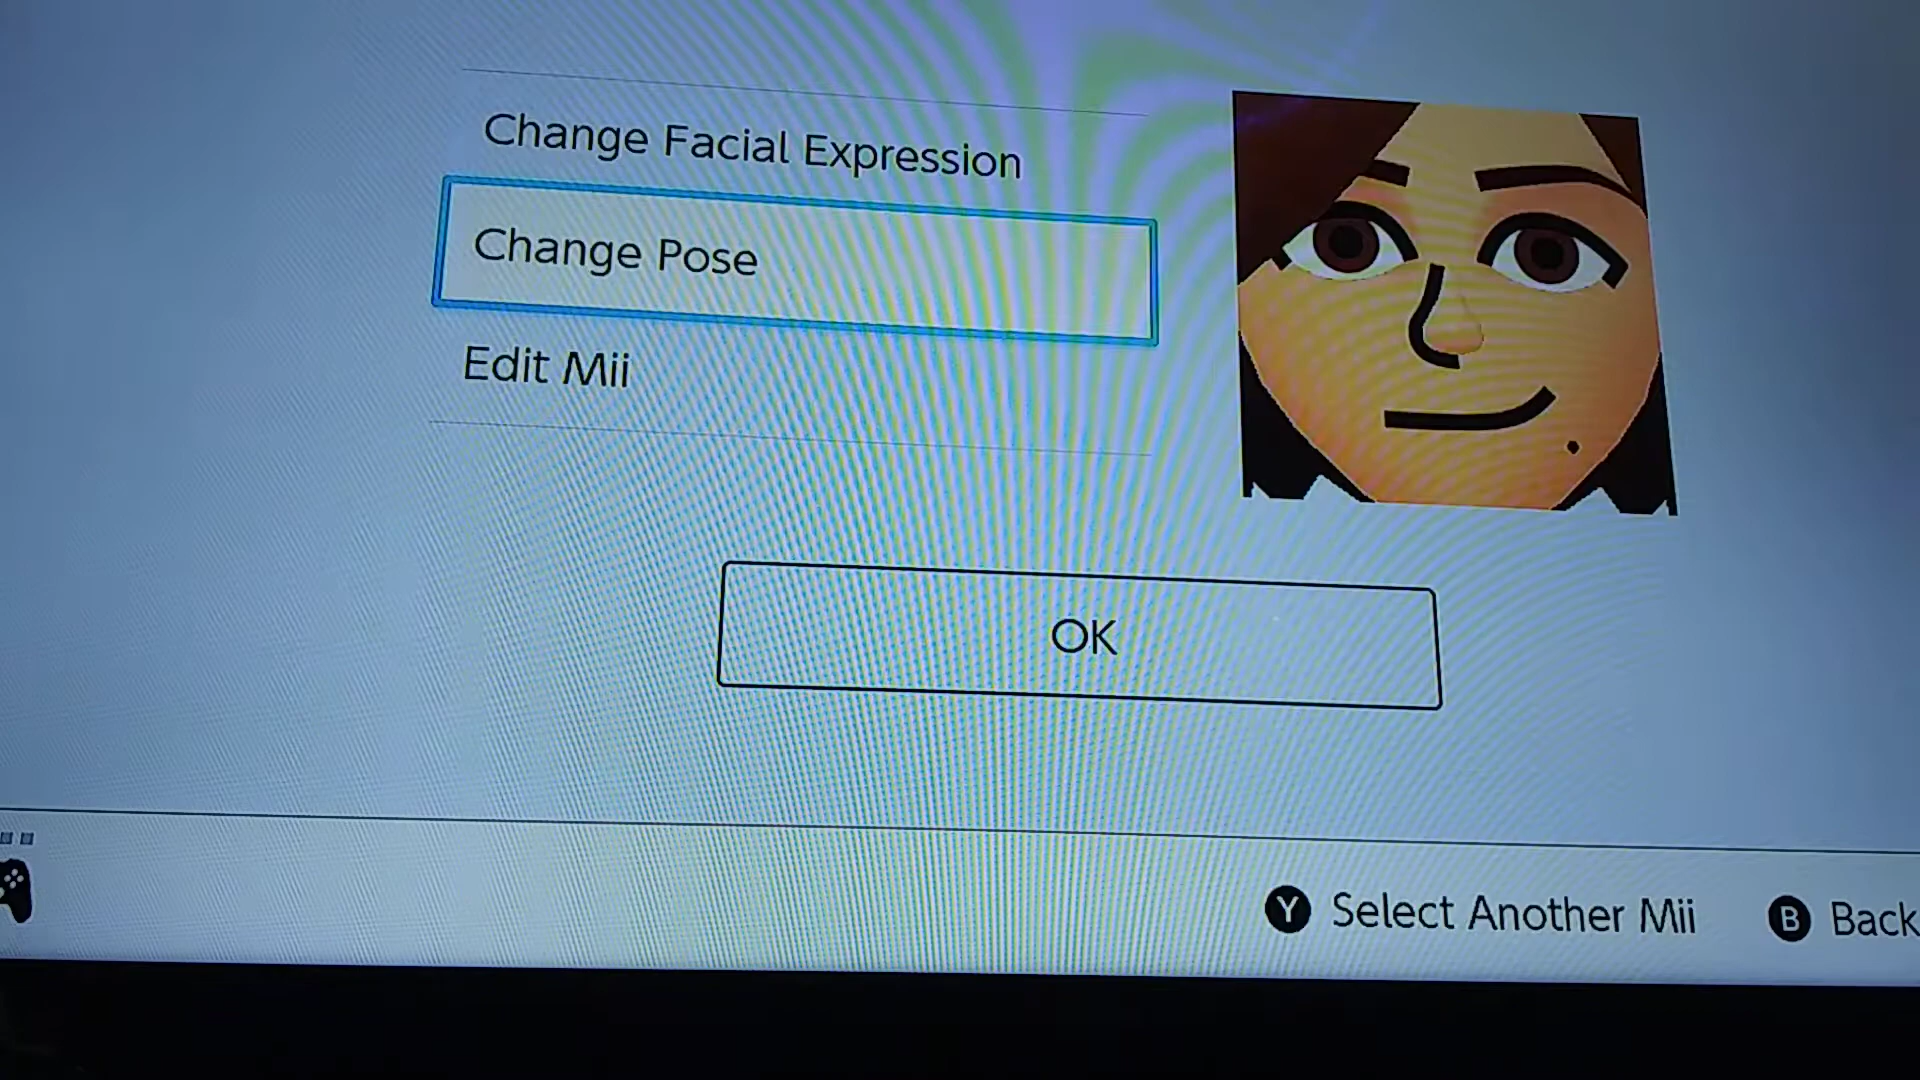 Change Facial Expression
Change Pose
Edit Mii
OK
Y Select Another Mii B Back